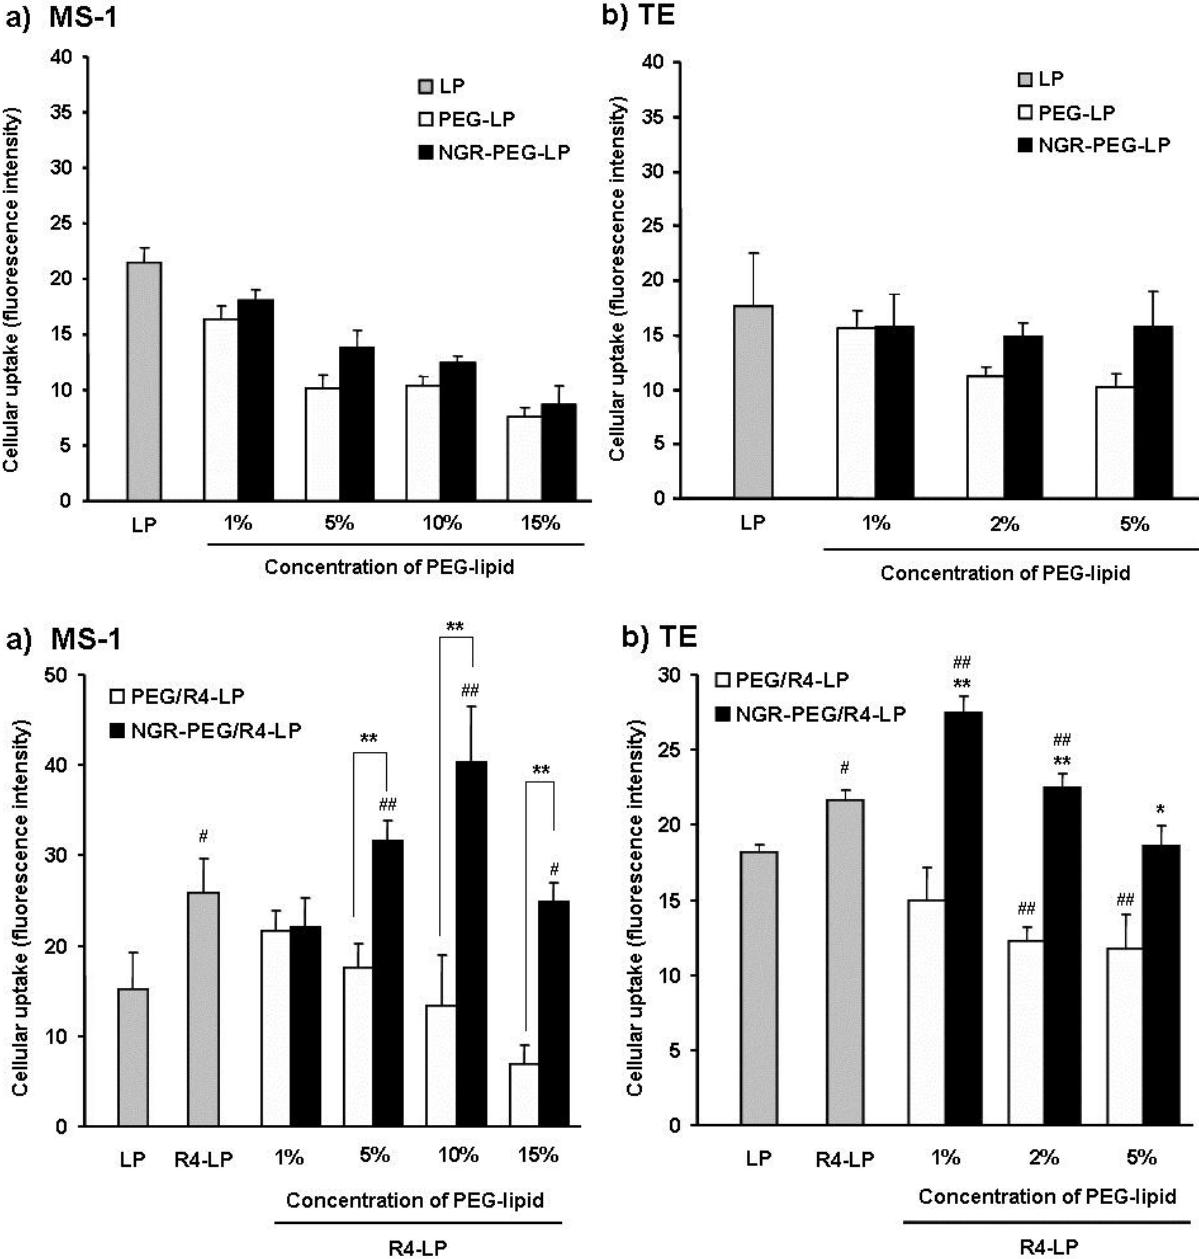 a) MS-1
Cellular uptake (fluorescence intensity)
40
35
30
25
20
15
10
5
0
LP
PEG-LP
NGR-PEG-LP
LP 1% 5% 10% 15%
Concentration of PEG-lipid
b) TE
Cellular uptake (fluorescence intensity)
40
35
30
25
20
15
10
5
0
LP
PEG-LP
NGR-PEG-LP
LP 1% 2% 5%
Concentration of PEG-lipid
a) MS-1
Cellular uptake (fluorescence intensity)
50
40
30
20
10
0
PEG/R4-LP
NGR-PEG/R4-LP
#
**
##
**
##
**
#
LP R4-LP 1% 5% 10% 15%
Concentration of PEG-lipid
R4-LP
b) TE
Cellular uptake (fluorescence intensity)
30
25
20
15
10
5
0
PEG/R4-LP
NGR-PEG/R4-LP
#
##
**
##
##
**
##
*
LP R4-LP 1% 2% 5%
Concentration of PEG-lipid
R4-LP